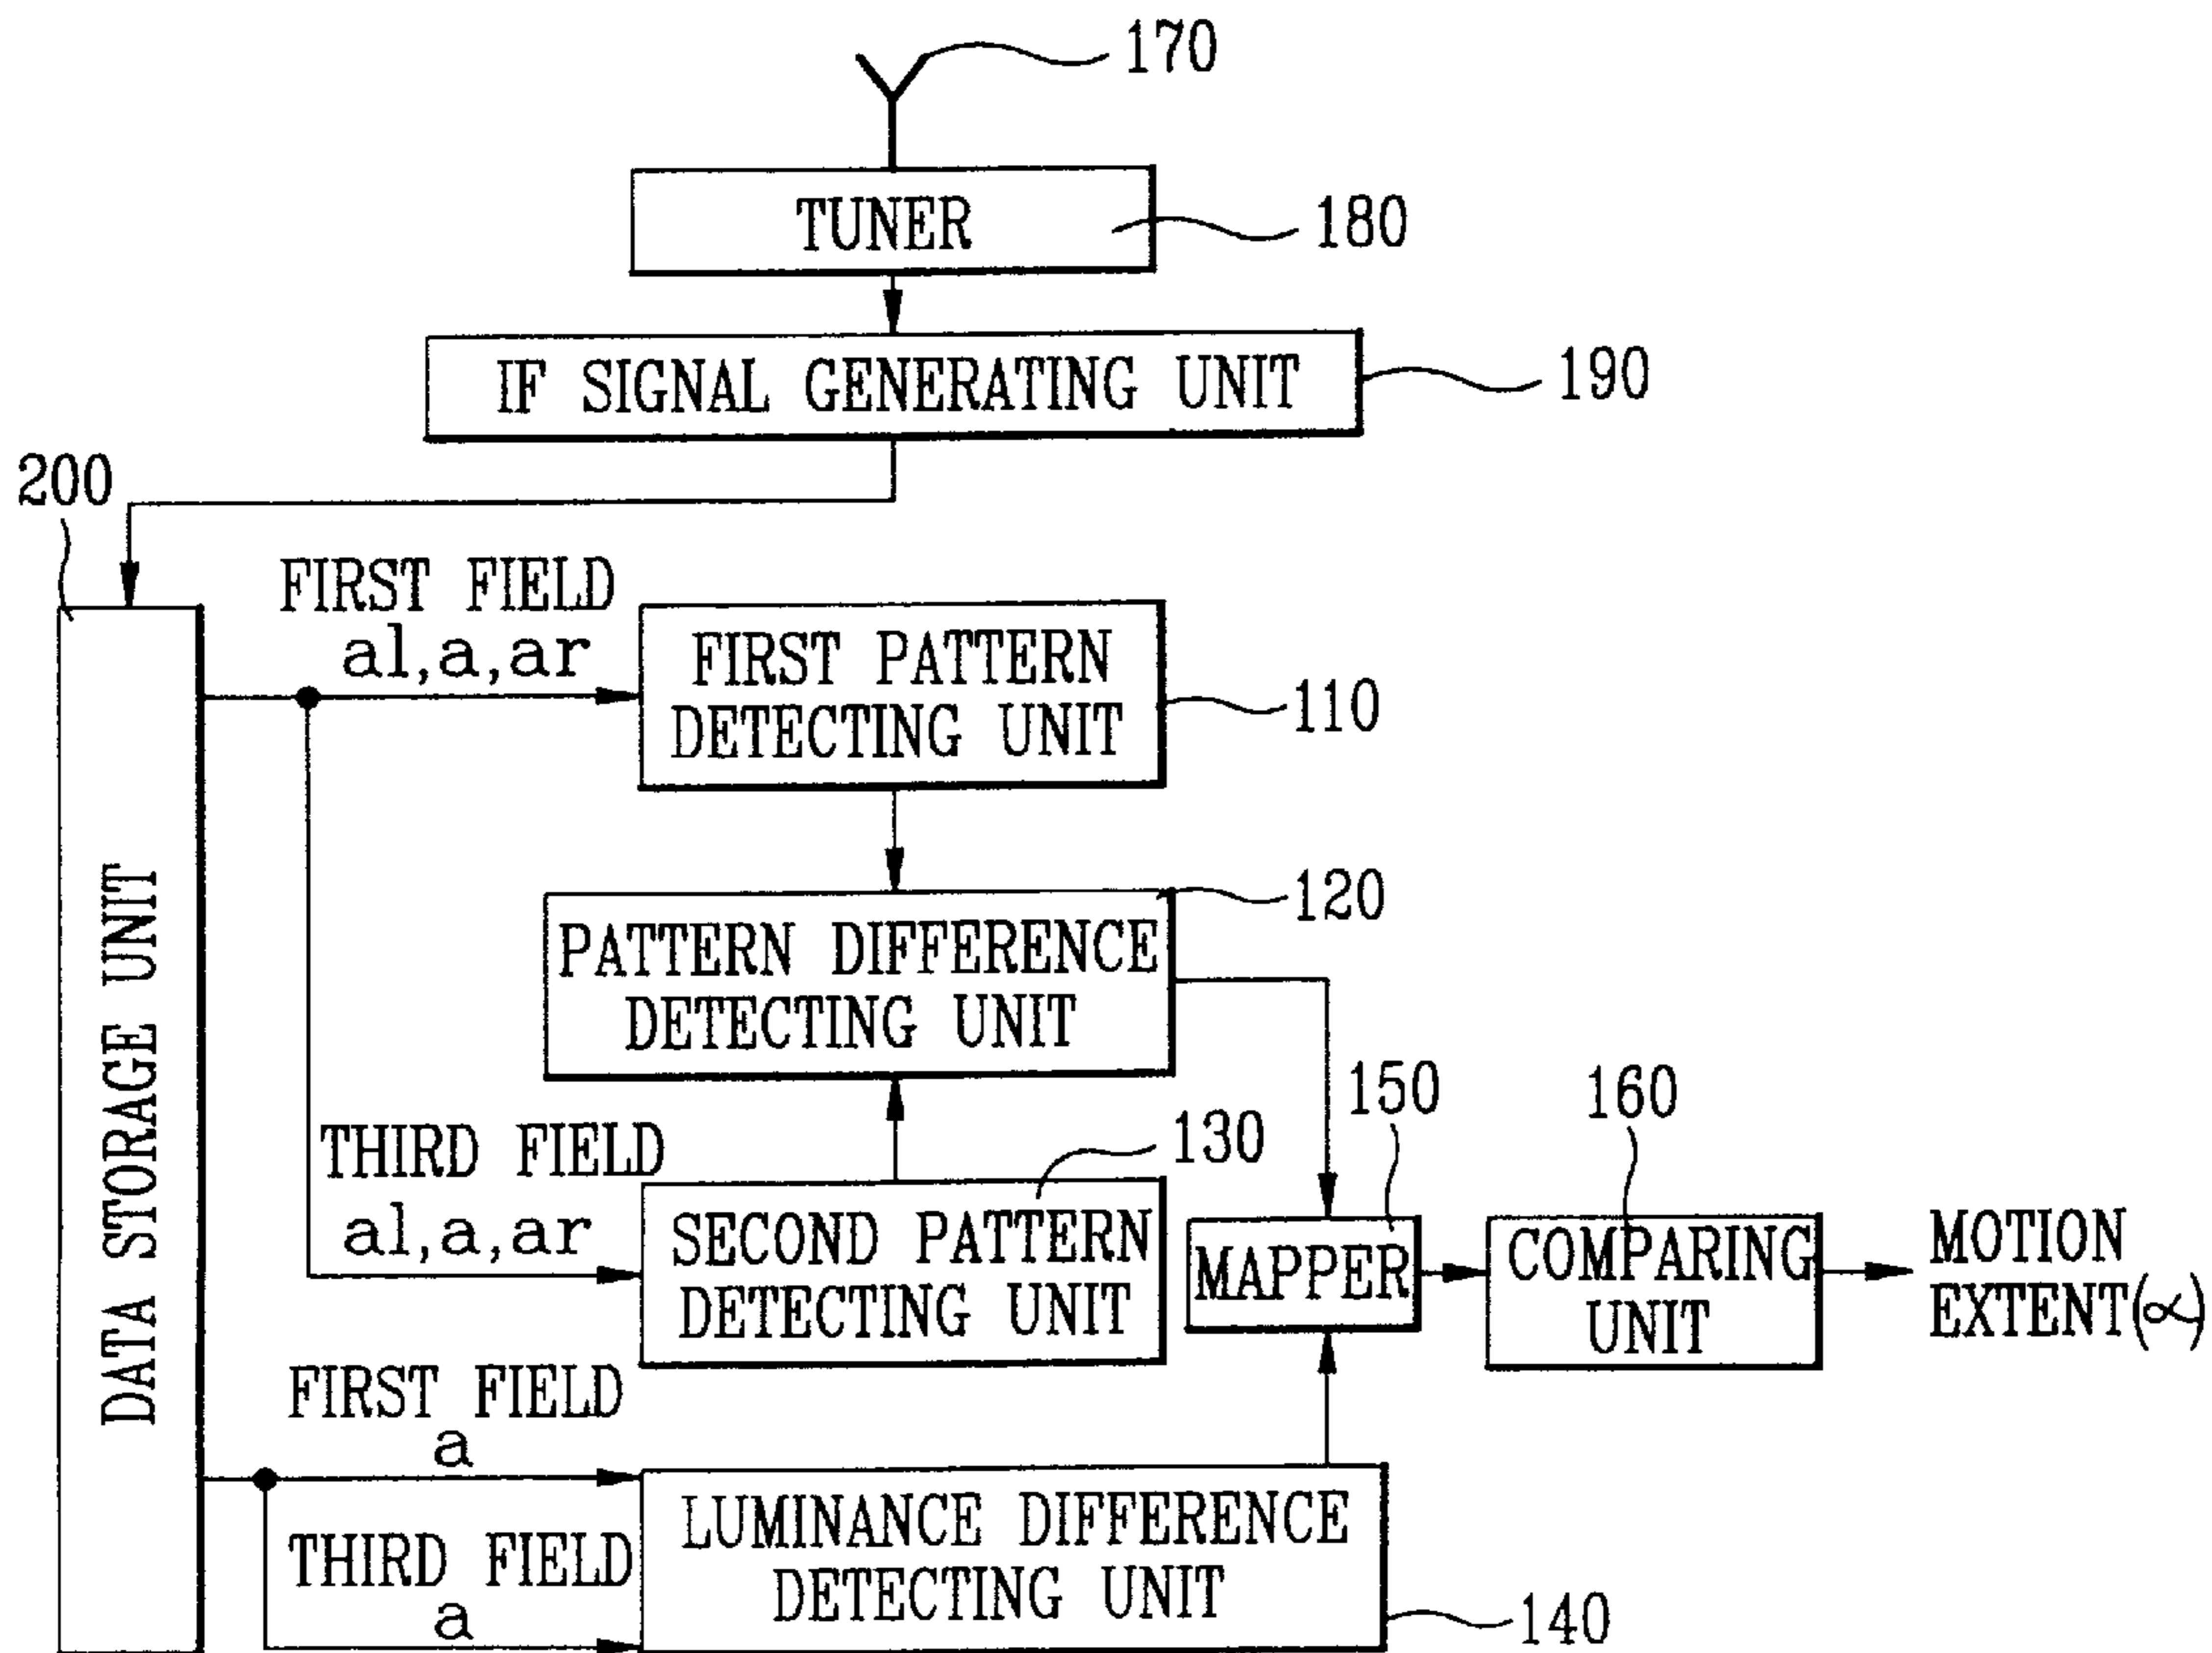 170
TUNER
180
IF SIGNAL GENERATING UNIT
190
200
DATA STORAGE UNIT
FIRST FIELD
al,a,ar
FIRST PATTERN
DETECTING UNIT
110
120
PATTERN DIFFERENCE
DETECTING UNIT
THIRD FIELD
al,a,ar
130
SECOND PATTERN
DETECTING UNIT
150
MAPPER
160
COMPARING
UNIT
MOTION
EXTENT(α)
FIRST FIELD
a
THIRD FIELD
a
LUMINANCE DIFFERENCE
DETECTING UNIT
140